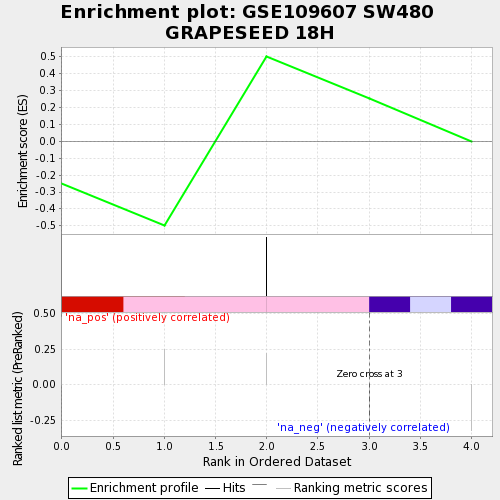 Enrichment plot: GSE109607 SW480
GRAPESEED 18H
Enrichment score (ES)
0.5
0.4
0.3
0.2
0.1
0.0
-0.1
-0.2
-0.3
-0.4
-0.5
Ranked list metric (PreRanked)
0.50
0.25
0.00
-0.25
'na_pos' (positively correlated)
Zero cross at 3
'na_neg' (negatively correlated)
0.0 0.5 1.0 1.5 2.0 2.5 3.0 3.5 4.0
Rank in Ordered Dataset
Enrichment profile Hits Ranking metric scores